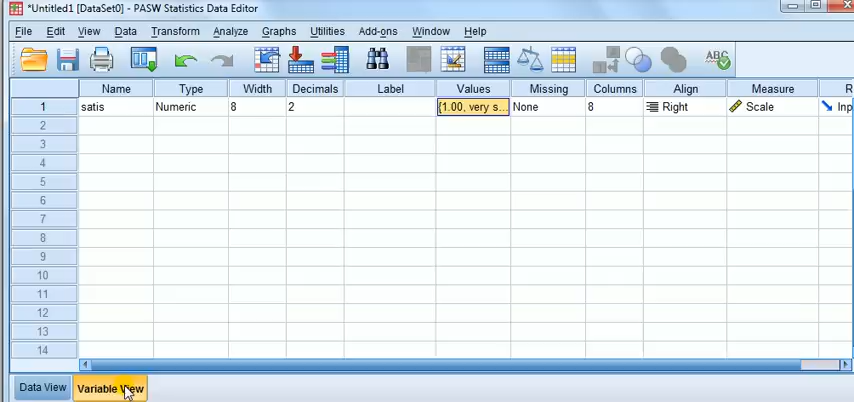 *Untitled1 [DataSet0] - PASW Statistics Data Editor
File Edit View Data Transform Analyze Graphs Utilities Add-ons Window Help
ABC
Name Type Width Decimals Label Values Missing Columns Align Measure R
1 satis Numeric 8 2 {1.00, very s... None 8 Right Scale Inp
2
3
4
5
6
7
8
9
10
11
12
13
14
Data View Variable View